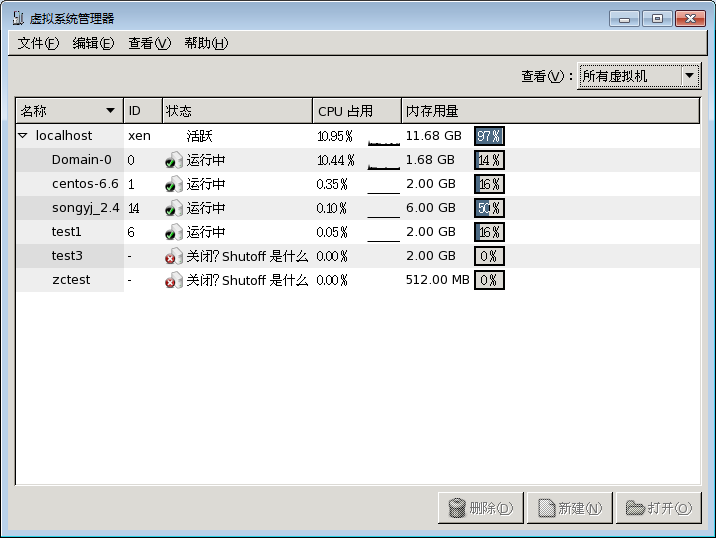 虚拟系统管理器
文件(F) 编辑(E) 查看(V) 帮助(H)
查看(V)： 所有虚拟机
名称 ID 状态 CPU 占用 内存用量
localhost xen 活跃 10.95% 11.68 GB 97%
Domain-0 0 运行中 10.44% 1.68 GB 14%
centos-6.6 1 运行中 0.35% 2.00 GB 16%
songyj_2.4 14 运行中 0.10% 6.00 GB 50%
test1 6 运行中 0.05% 2.00 GB 16%
test3 - 关闭? Shutoff 是什么 0.00% 2.00 GB 0%
zctest - 关闭? Shutoff 是什么 0.00% 512.00 MB 0%
删除(D) 新建(N) 打开(O)